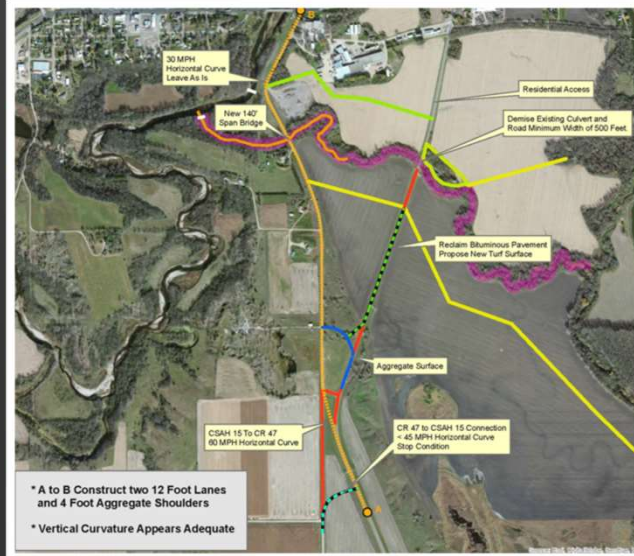 B
30 MPH
Horizontal Curve
Leave As Is
Residential Access
New 140'
Span Bridge
Demise Existing Culvert and
Road Minimum Width of 500 Feet.
Reclaim Bituminous Pavement
Propose New Turf Surface
Aggregate Surface
CSAH 15 To CR 47
60 MPH Horizontal Curve
CR 47 to CSAH 15 Connection
< 45 MPH Horizontal Curve
Stop Condition
A
* A to B Construct two 12 Foot Lanes
and 4 Foot Aggregate Shoulders
* Vertical Curvature Appears Adequate